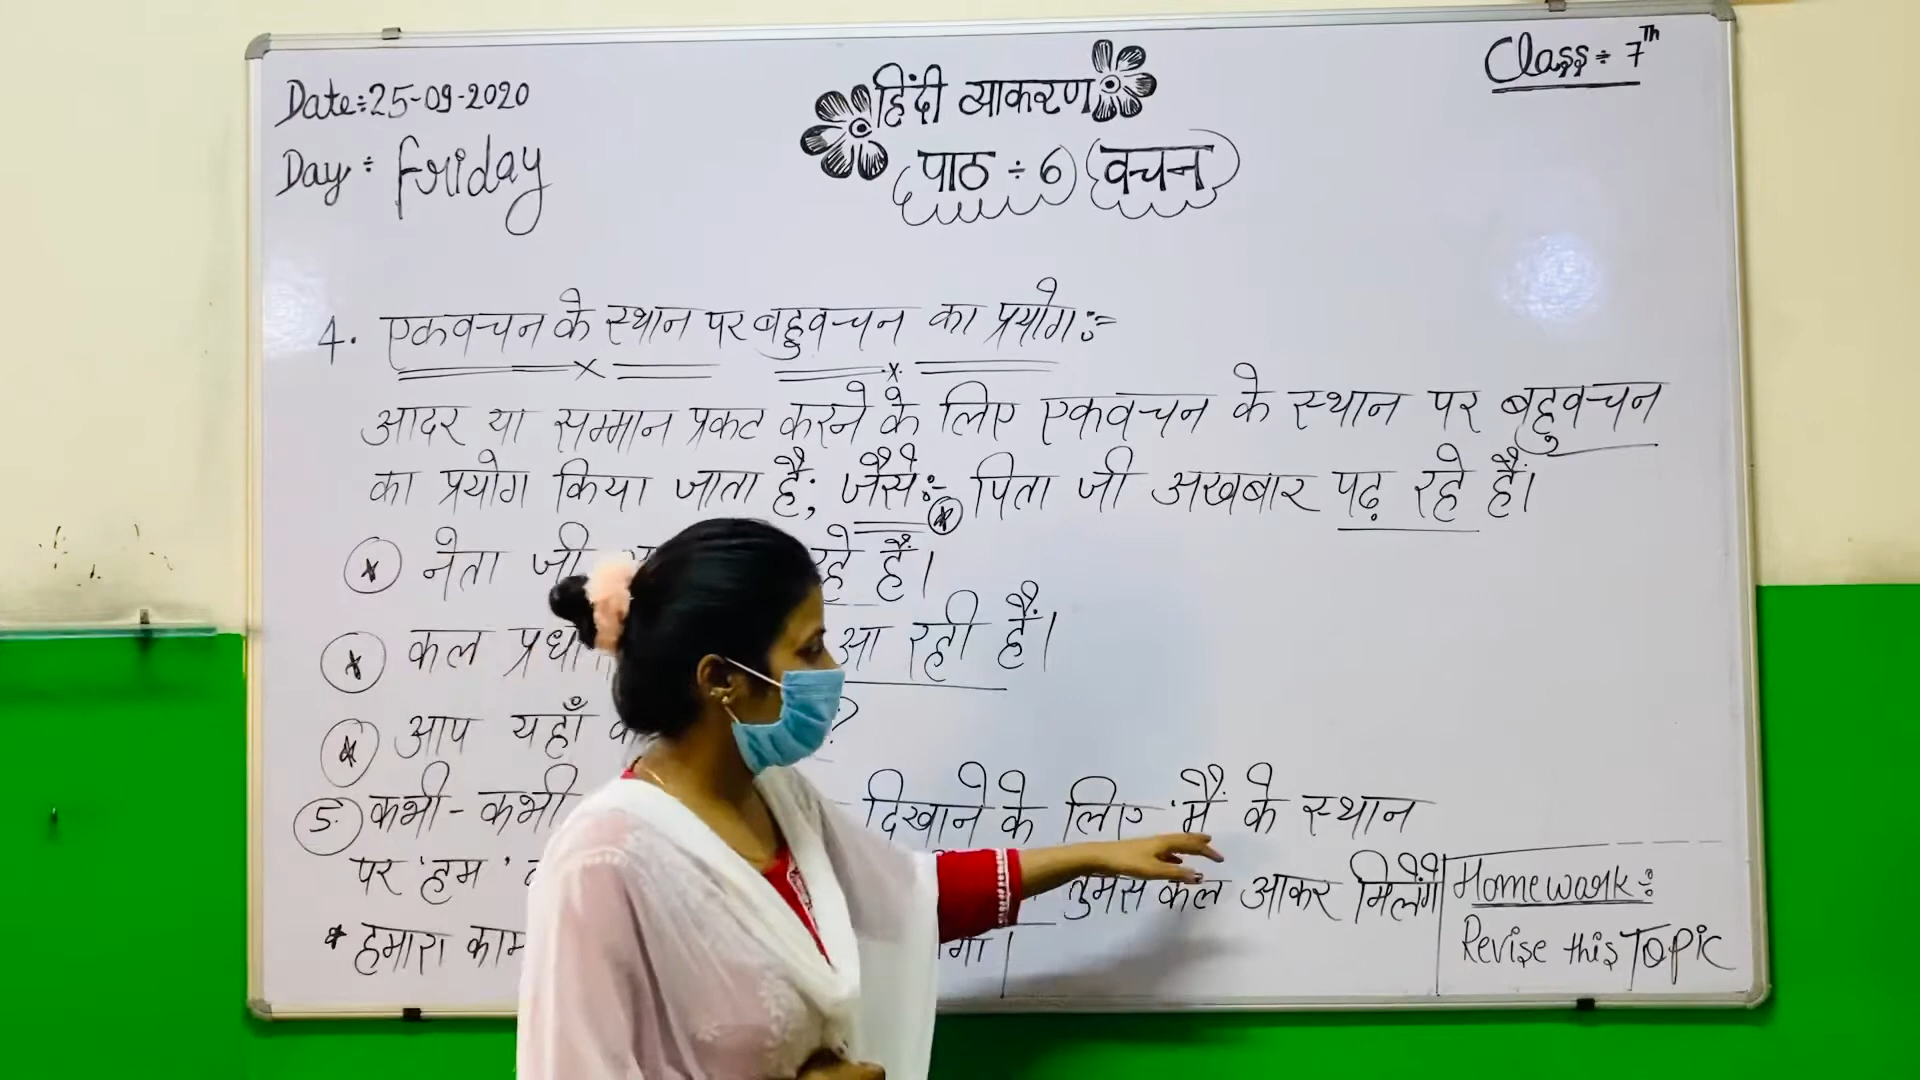 Date:-25-09-2020
हिंदी व्याकरण
Class÷7Th
Day÷ Friday
पाठ ÷ 6 (वचन)
4. एकवचन के स्थान पर बहुवचन का प्रयोग:-
आदर या सम्मान प्रकट करने के लिए एकवचन के स्थान पर बहुवचन
का प्रयोग किया जाता है; जैसे:- पिता जी अखबार पढ़ रहे हैं।
नेता जी रहे हैं।
कल आ रही हैं।
आप यहाँ ?
5. कभी-कभी दिखाने के लिए 'मैं के स्थान
पर 'हम' तुमसे कल आकर मिलेंगे
* हमारा काम
Homework:
Revise this Topic